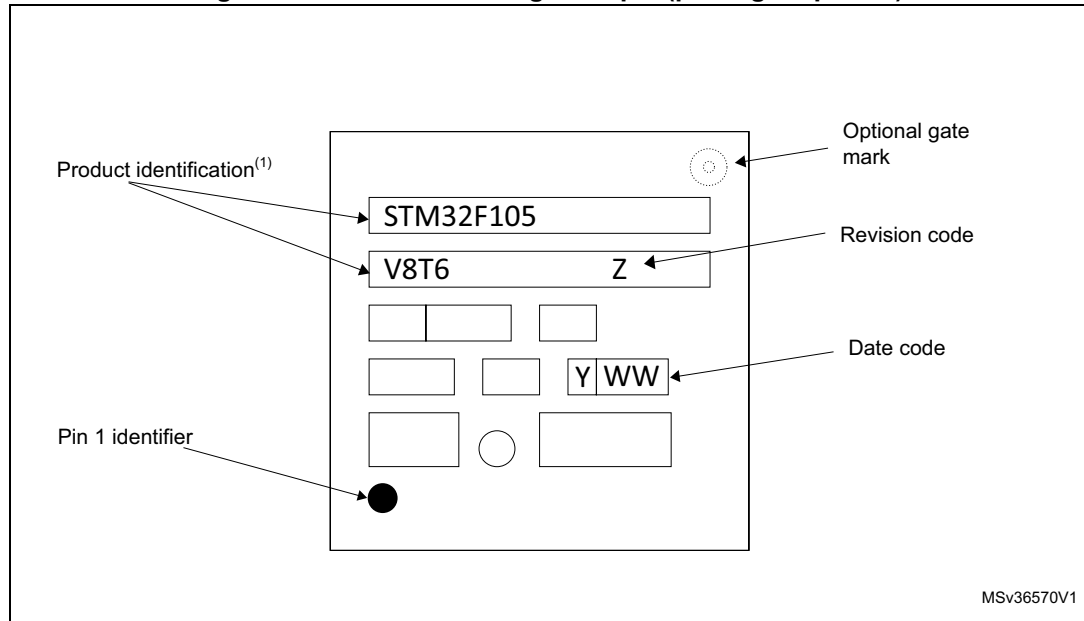 Optional gate
mark
Product identification(1)
STM32F105
Revision code
V8T6 Z
Date code
Y WW
Pin 1 identifier
MSv36570V1